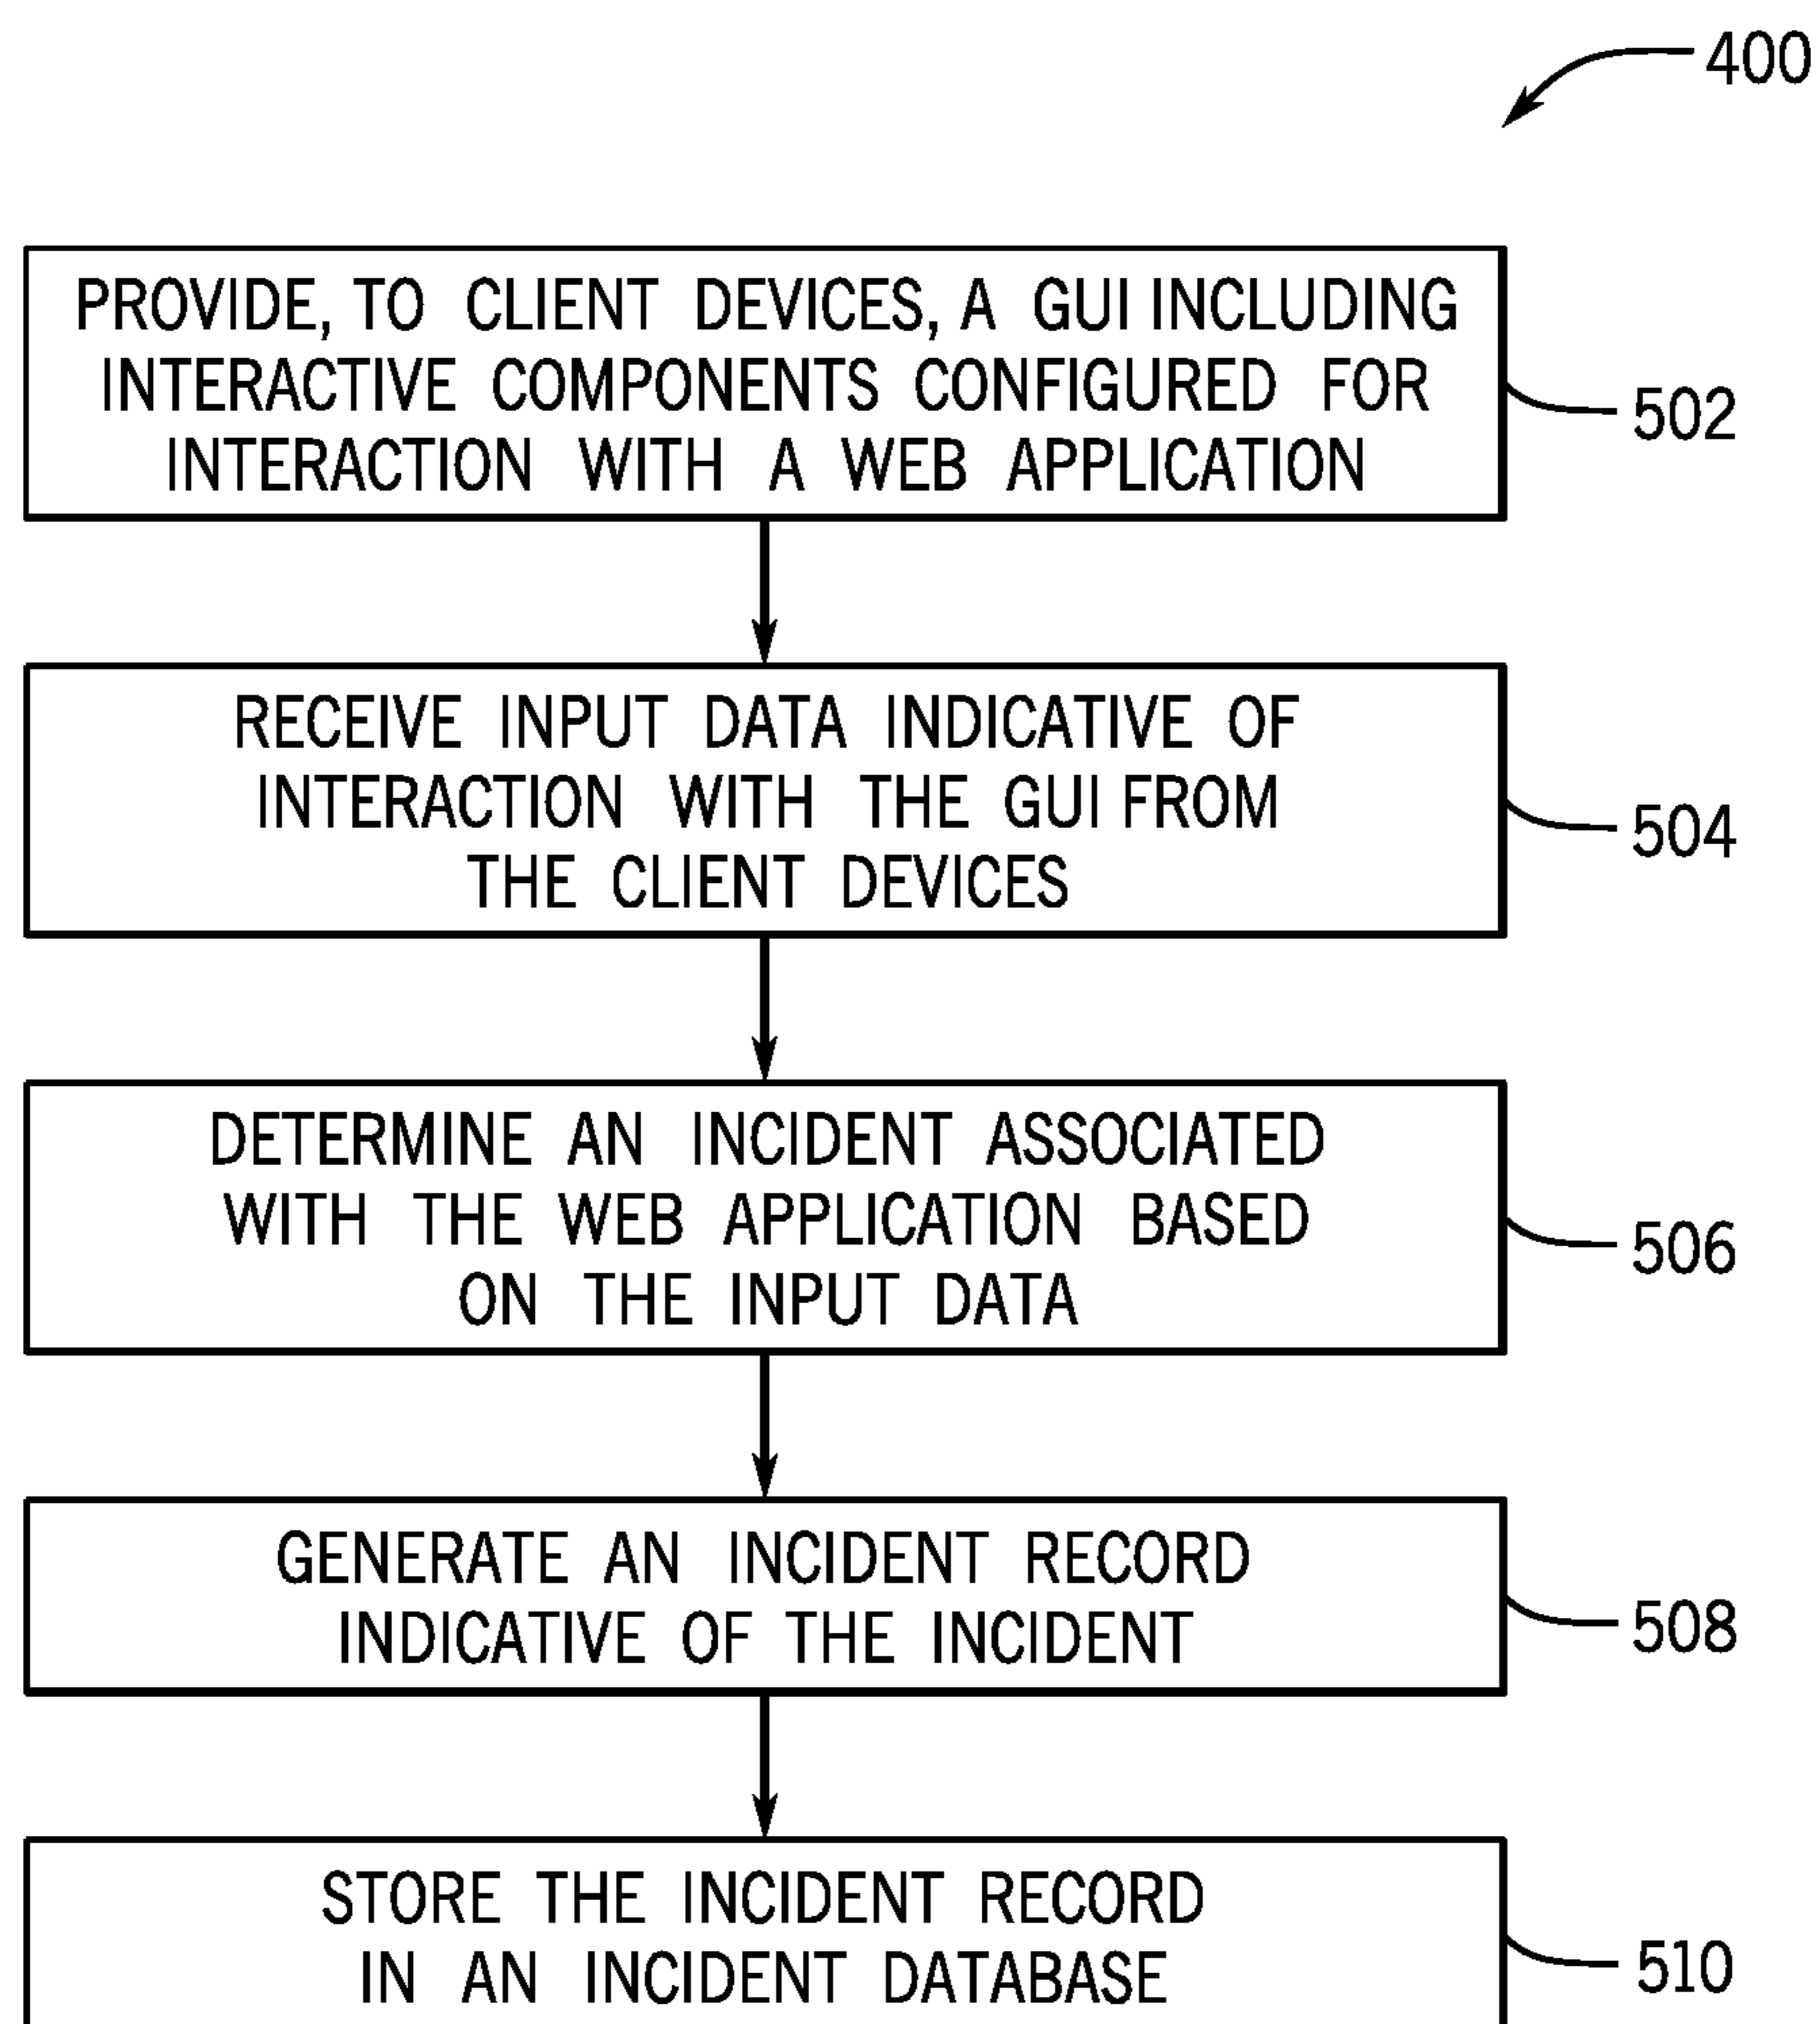 400
PROVIDE, TO CLIENT DEVICES, A GUI INCLUDING
INTERACTIVE COMPONENTS CONFIGURED FOR
INTERACTION WITH A WEB APPLICATION
502
RECEIVE INPUT DATA INDICATIVE OF
INTERACTION WITH THE GUI FROM
THE CLIENT DEVICES
504
DETERMINE AN INCIDENT ASSOCIATED
WITH THE WEB APPLICATION BASED
ON THE INPUT DATA
506
GENERATE AN INCIDENT RECORD
INDICATIVE OF THE INCIDENT
508
STORE THE INCIDENT RECORD
IN AN INCIDENT DATABASE
510